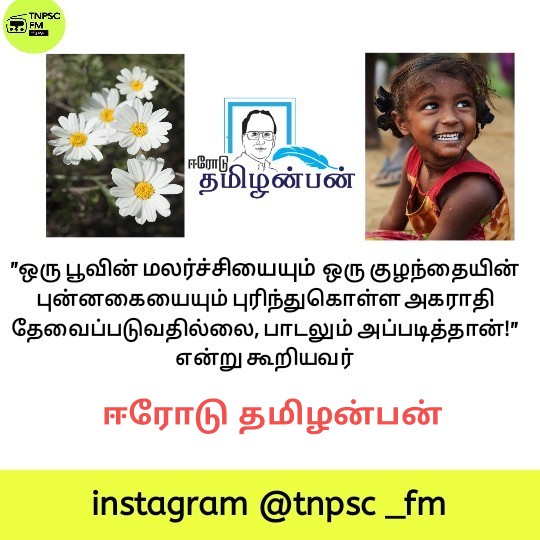 TNPSC
FM
ஈரோடு
தமிழன்பன்
"ஒரு பூவின் மலர்ச்சியையும் ஒரு குழந்தையின்
புன்னகையையும் புரிந்துகொள்ள அகராதி
தேவைப்படுவதில்லை, பாடலும் அப்படித்தான்!"
என்று கூறியவர்
ஈரோடு தமிழன்பன்
instagram @tnpsc _fm